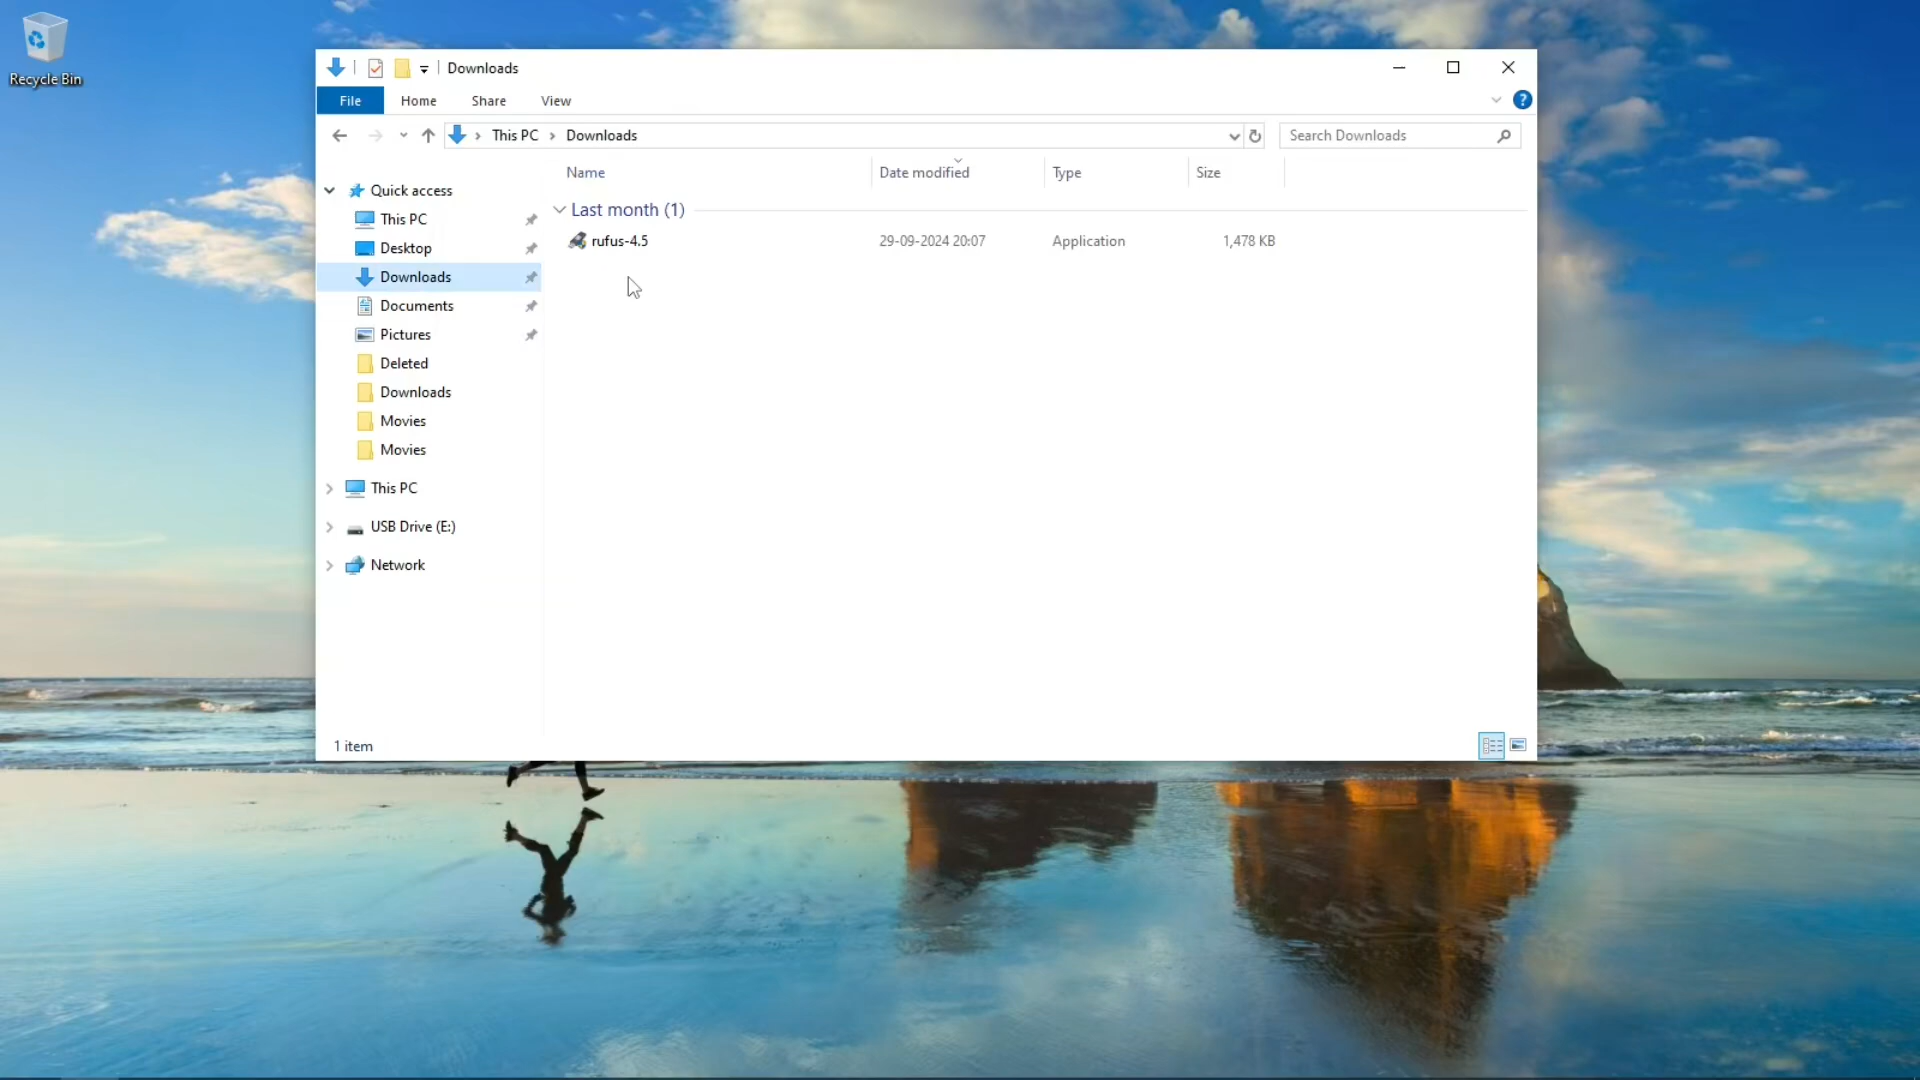 Recycle Bin
Downloads
File Home Share View
This PC Downloads Search Downloads
Name Date modified Type Size
Quick access
Last month (1)
This PC
rufus-4.5 29-09-2024 20:07 Application 1,478 KB
Desktop
Downloads
Documents
Pictures
Deleted
Downloads
Movies
Movies
This PC
USB Drive (E:)
Network
1 item